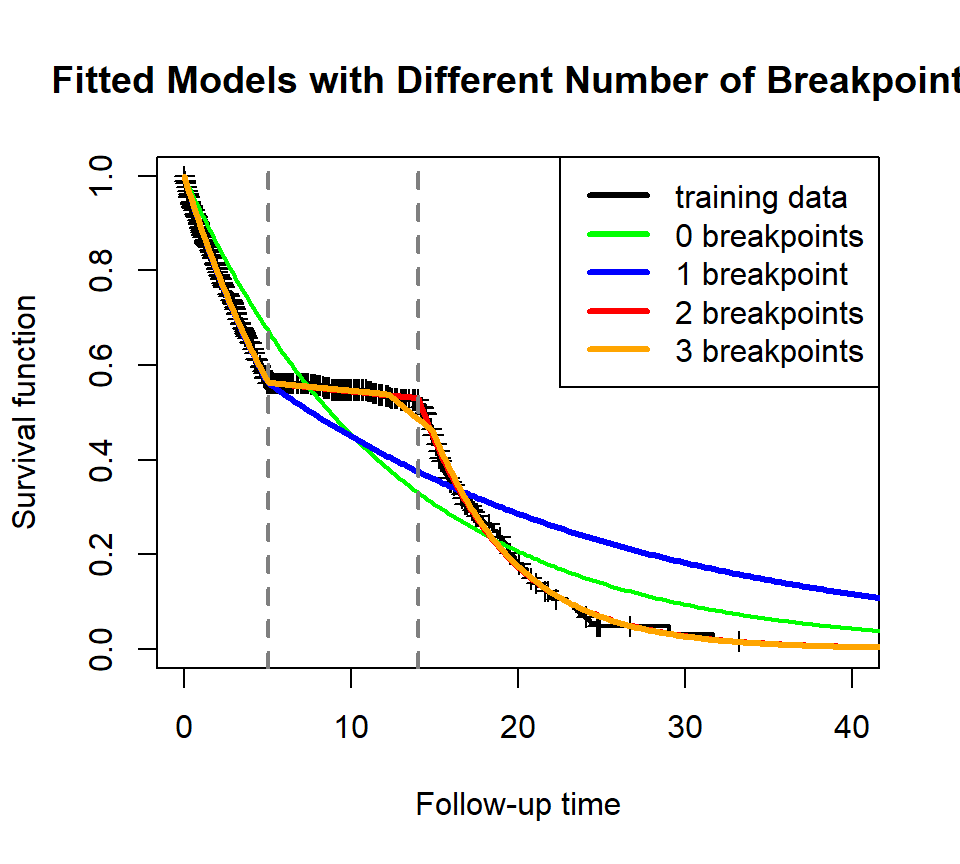 Fitted Models with Different Number of Breakpoint
training data
0 breakpoints
1 breakpoint
2 breakpoints
3 breakpoints
Survival function
1.0
0.8
0.6
0.4
0.2
0.0
0 10 20 30 40
Follow-up time